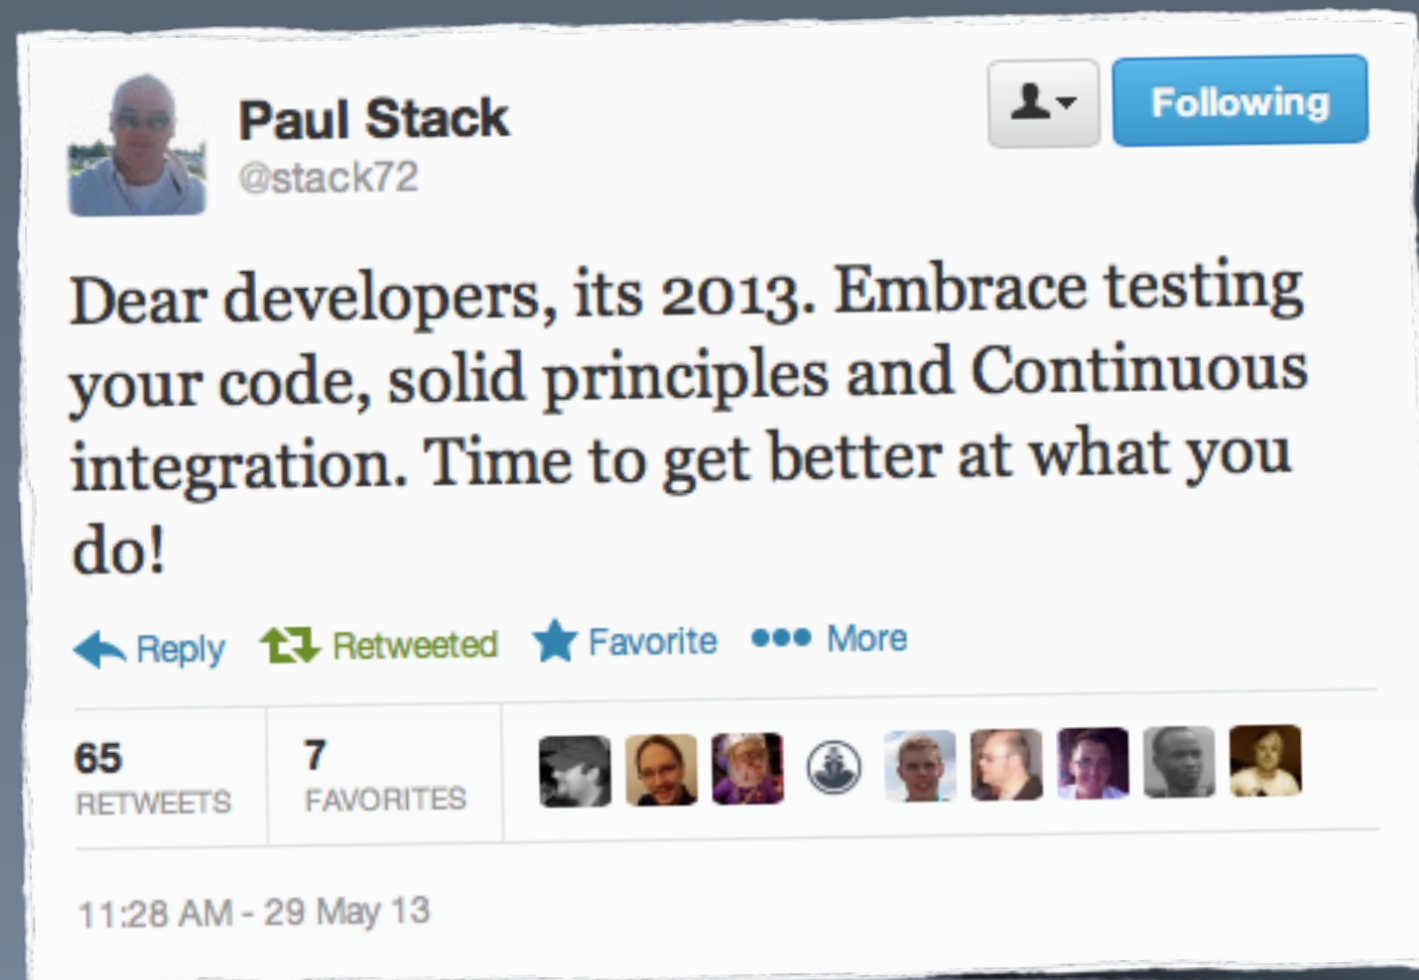 Paul Stack
@stack72
Following
Dear developers, its 2013. Embrace testing
your code, solid principles and Continuous
integration. Time to get better at what you
do!
Reply Retweeted Favorite More
65 RETWEETS
7 FAVORITES
11:28 AM - 29 May 13